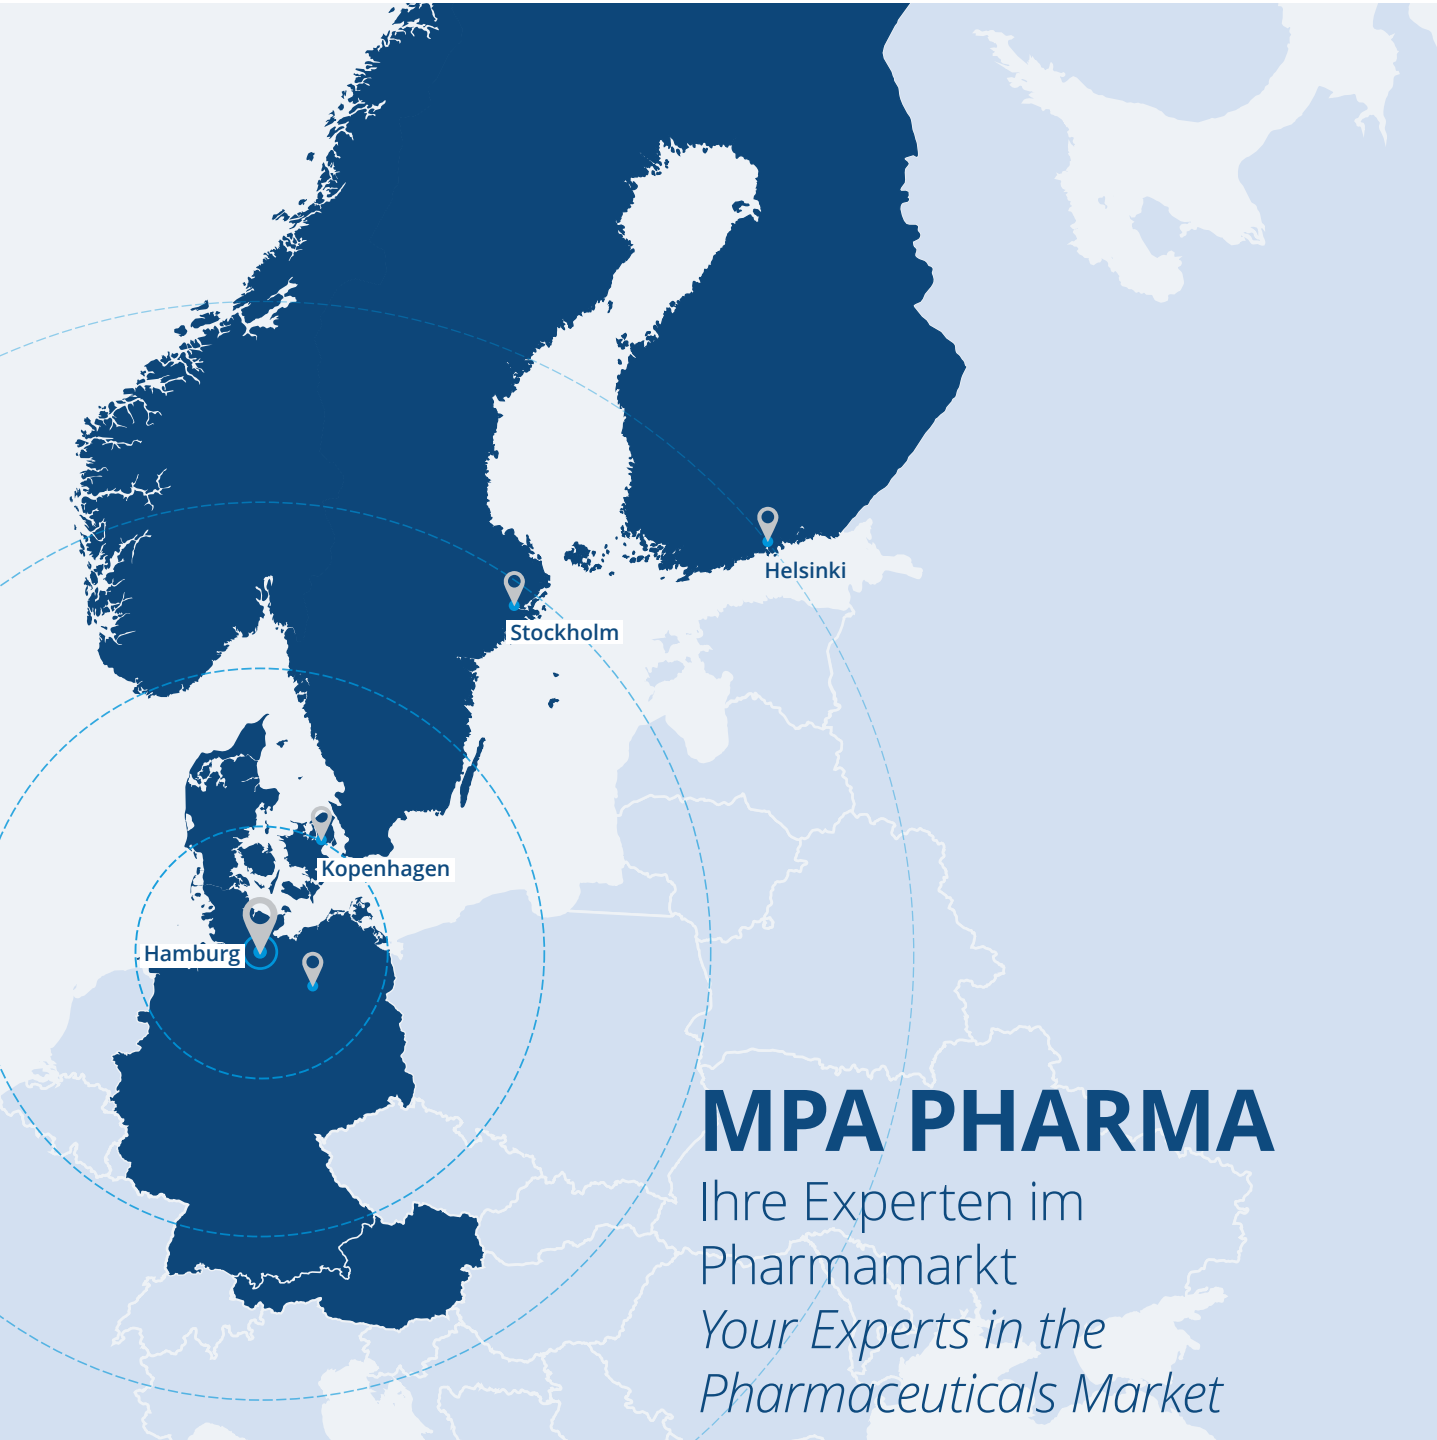 Helsinki
Stockholm
Kopenhagen
Hamburg
MPA PHARMA
Ihre Experten im
Pharmamarkt
Your Experts in the
Pharmaceuticals Market